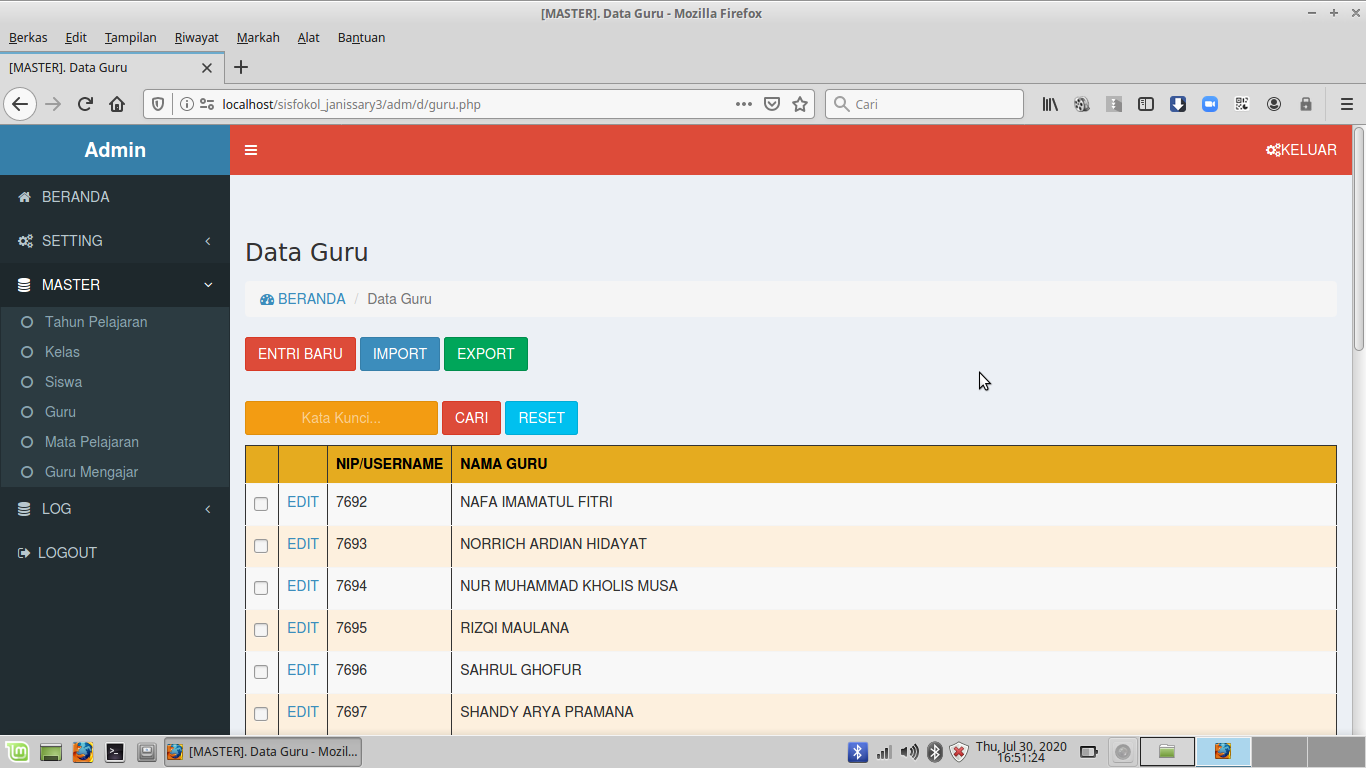 [MASTER]. Data Guru - Mozilla Firefox
Berkas Edit Tampilan Riwayat Markah Alat Bantuan
[MASTER]. Data Guru
localhost/sisfokol_janissary3/adm/d/guru.php
Cari
Admin
KELUAR
BERANDA
SETTING
MASTER
Tahun Pelajaran
Kelas
Siswa
Guru
Mata Pelajaran
Guru Mengajar
LOG
LOGOUT
Data Guru
BERANDA / Data Guru
ENTRI BARU IMPORT EXPORT
Kata Kunci... CARI RESET
NIP/USERNAME NAMA GURU
EDIT 7692 NAFA IMAMATUL FITRI
EDIT 7693 NORRICH ARDIAN HIDAYAT
EDIT 7694 NUR MUHAMMAD KHOLIS MUSA
EDIT 7695 RIZQI MAULANA
EDIT 7696 SAHRUL GHOFUR
EDIT 7697 SHANDY ARYA PRAMANA
[MASTER]. Data Guru - Mozil...
Thu, Jul 30, 2020
16:51:24